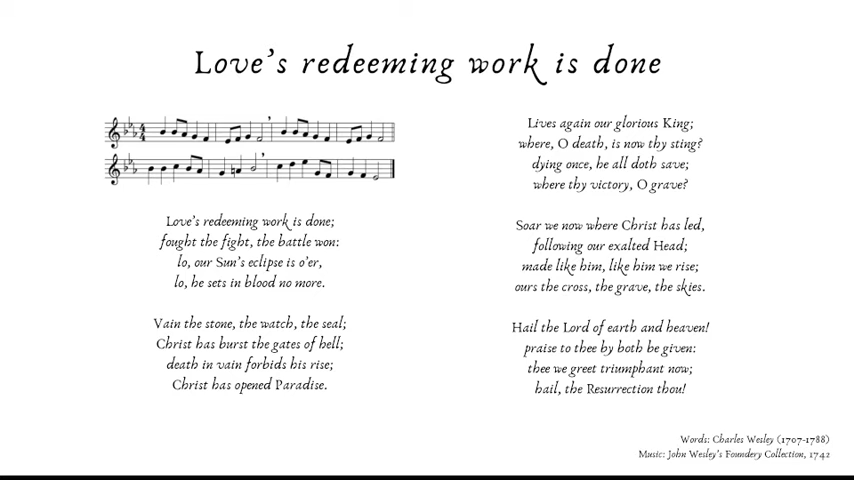 Love's redeeming work is done
Love's redeeming work is done;
fought the fight, the battle won:
lo, our Sun's eclipse is o'er,
lo, he sets in blood no more.
Vain the stone, the watch, the seal;
Christ has burst the gates of hell;
death in vain forbids his rise;
Christ has opened Paradise.
Lives again our glorious King;
where, O death, is now thy sting?
dying once, he all doth save;
where thy victory, O grave?
Soar we now where Christ has led,
following our exalted Head;
made like him, like him we rise;
ours the cross, the grave, the skies.
Hail the Lord of earth and heaven!
praise to thee by both be given:
thee we greet triumphant now;
hail, the Resurrection thou!
Words: Charles Wesley (1707-1788)
Music: John Wesley's Foundery Collection, 1742